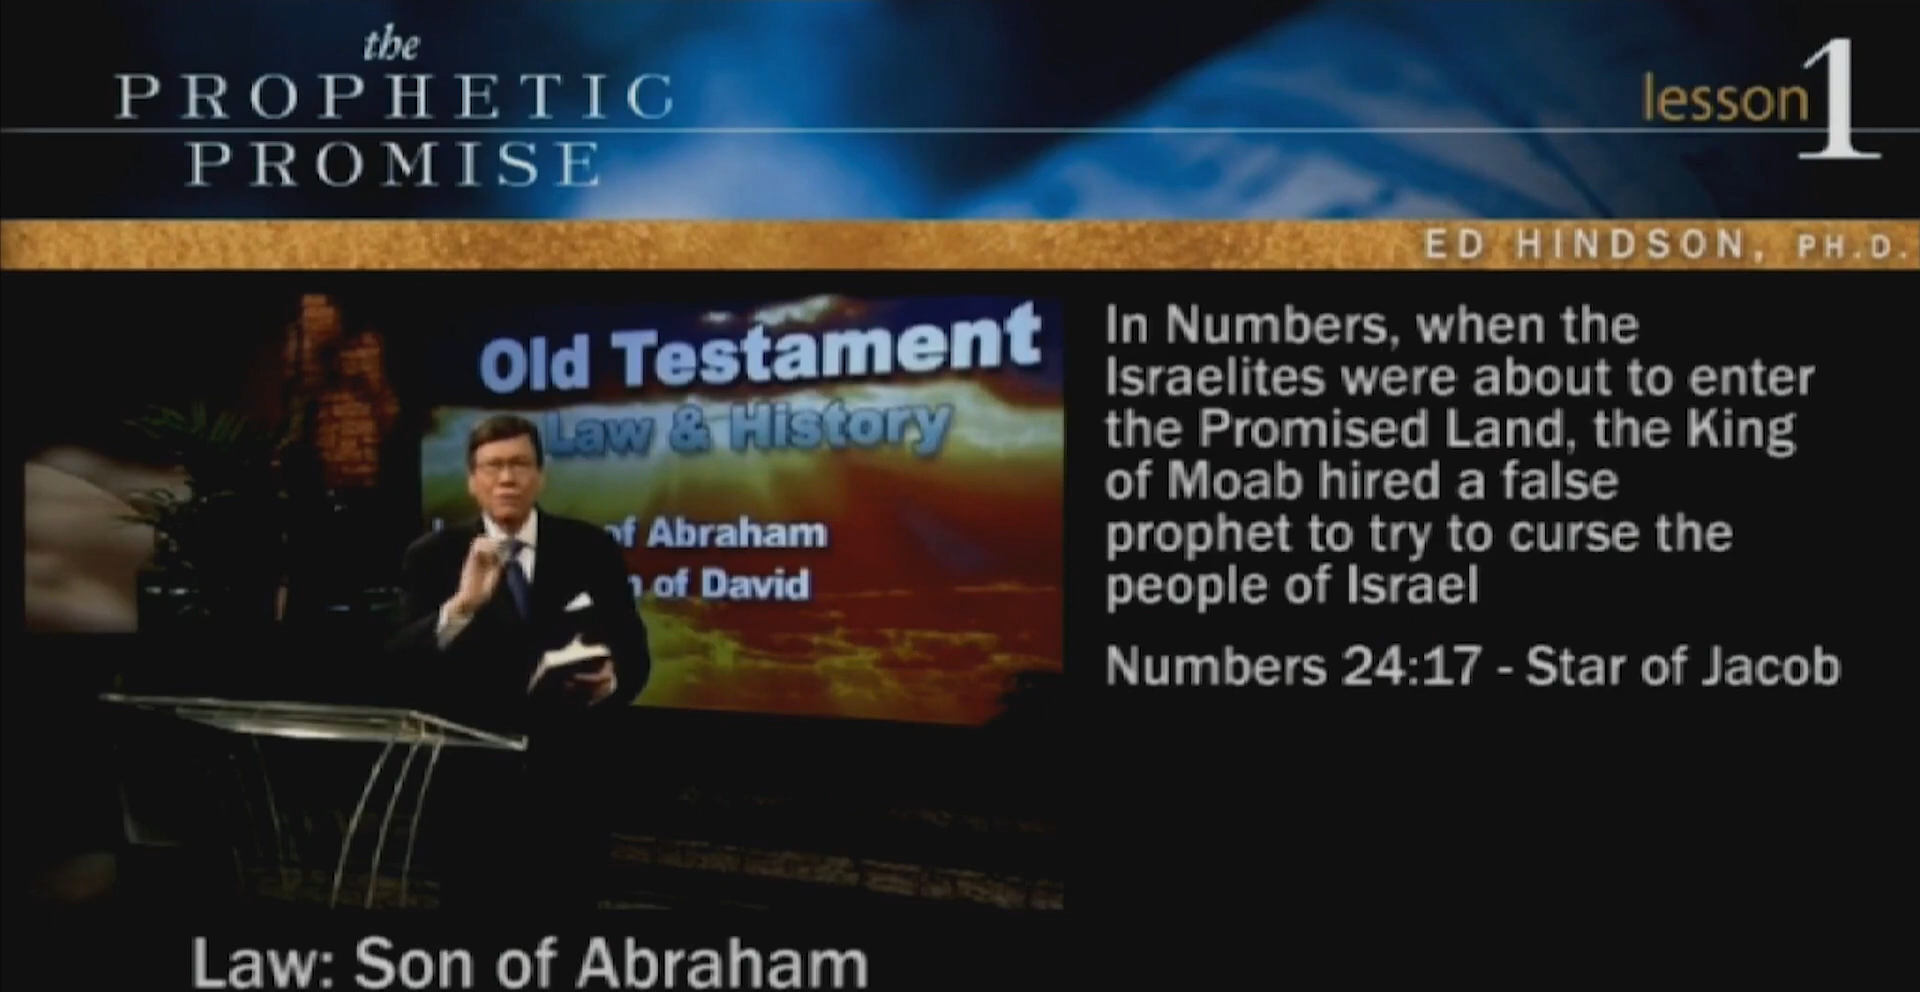 the
PROPHETIC
PROMISE
lesson 1
ED HINDSON, PH.D.
Old Testament
Law & History
of Abraham
of David
In Numbers, when the
Israelites were about to enter
the Promised Land, the King
of Moab hired a false
prophet to try to curse the
people of Israel
Numbers 24:17 - Star of Jacob
Law: Son of Abraham